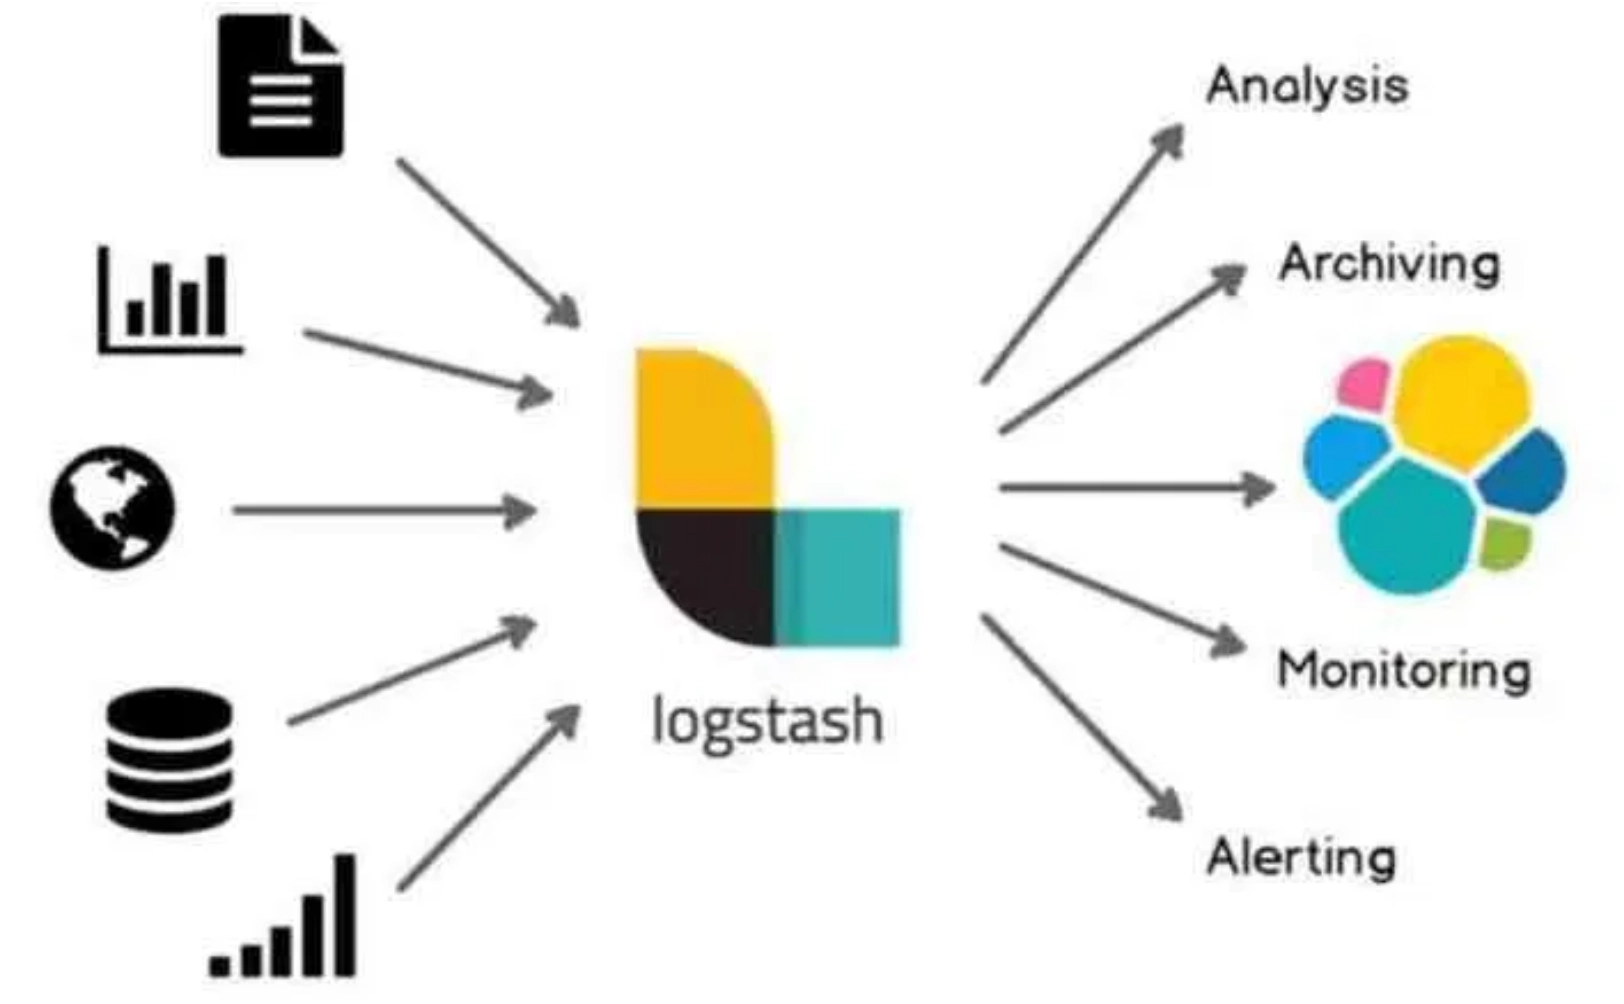 Analysis
Archiving
logstash
Monitoring
Alerting